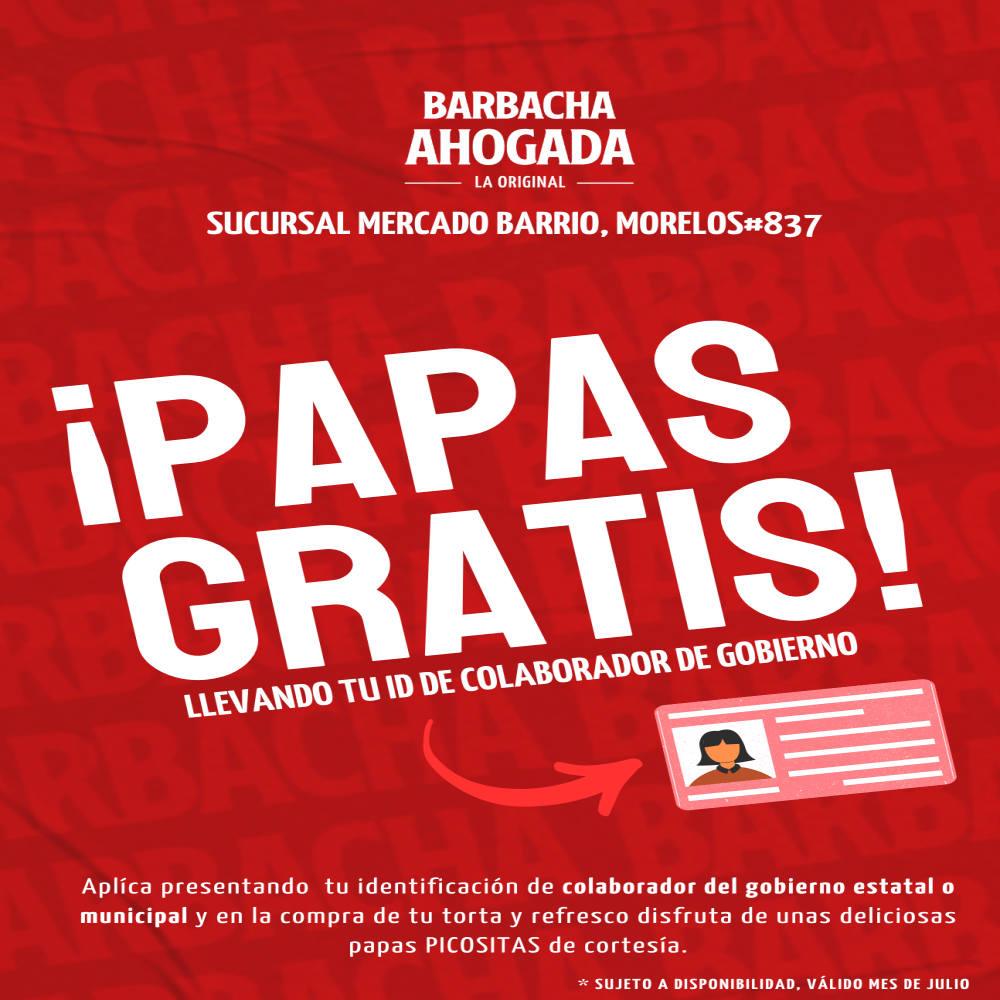 BARBACHA
AHOGADA
LA ORIGINAL
SUCURSAL MERCADO BARRIO, MORELOS#837
¡PAPAS
GRATIS!
LLEVANDO TU ID DE COLABORADOR DE GOBIERNO
Aplíca presentando tu identificación de colaborador del gobierno estatal o
municipal y en la compra de tu torta y refresco disfruta de unas deliciosas
papas PICOSITAS de cortesía.
* SUJETO A DISPONIBILIDAD, VÁLIDO MES DE JULIO